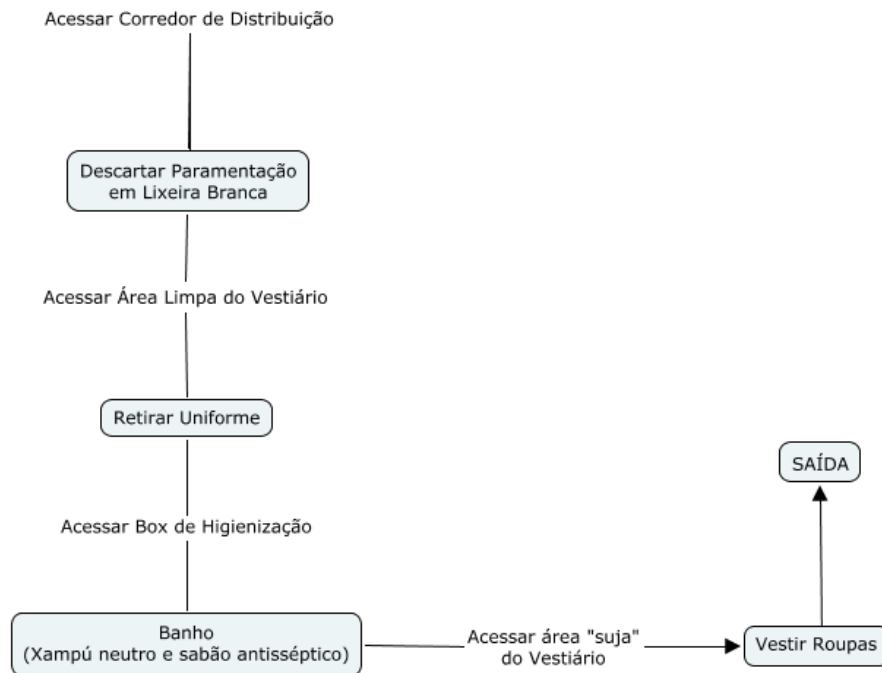 Acessar Corredor de Distribuição
Descartar Paramentação
em Lixeira Branca
Acessar Área Limpa do Vestiário
Retirar Uniforme
Acessar Box de Higienização
Banho
(Xampú neutro e sabão antisséptico)
Acessar área "suja"
do Vestiário
Vestir Roupas
SAÍDA